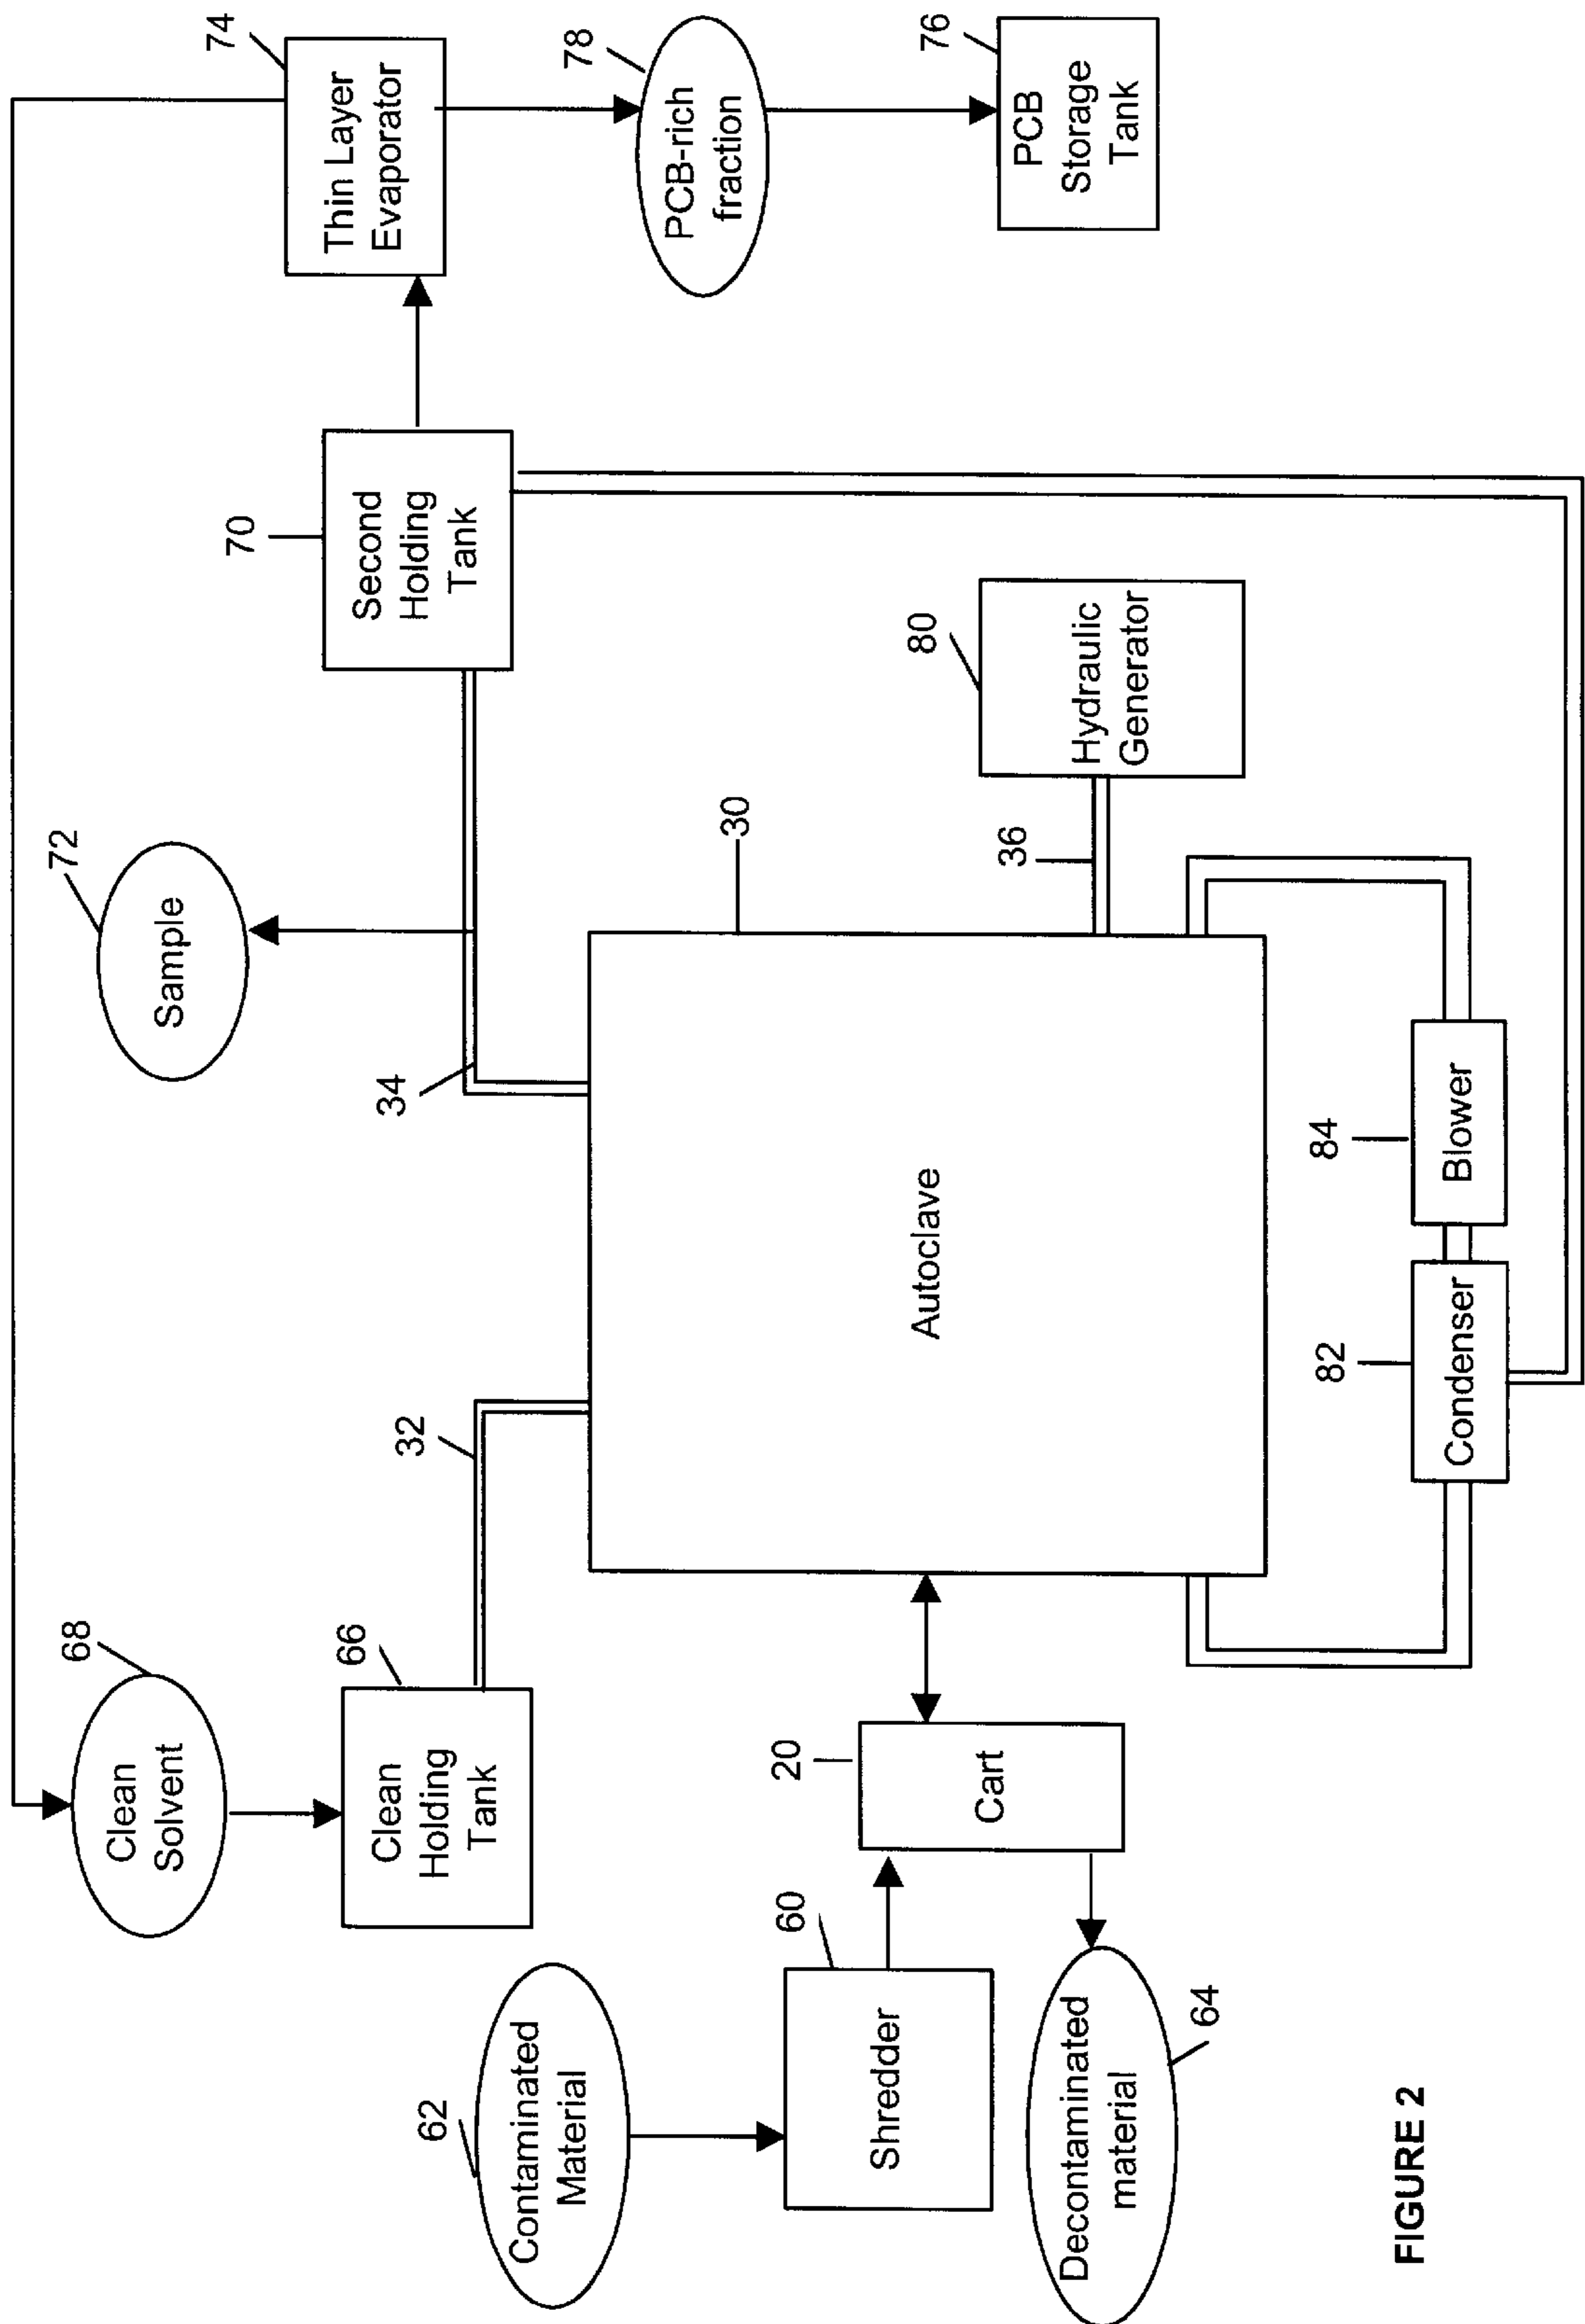 68
Clean
Solvent
66
Clean
Holding
Tank
32
34
72
Sample
70
Second
Holding
Tank
74
Thin Layer
Evaporator
78
PCB-rich
fraction
76
PCB
Storage
Tank
62
Contaminated
Material
60
Shredder
20
Cart
64
Decontaminated
material
30
Autoclave
36
80
Hydraulic
Generator
82
Condenser
84
Blower
FIGURE 2